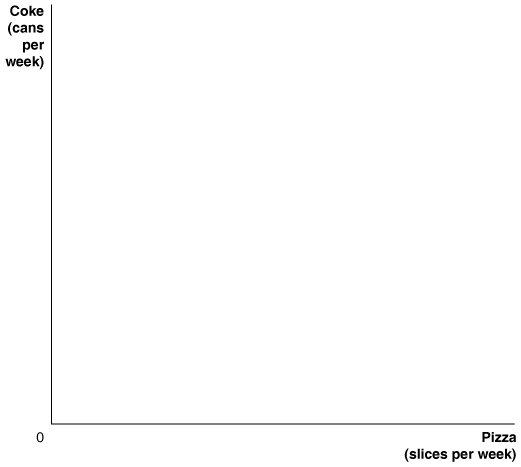 Coke
(cans
per
week)
0
Pizza
(slices per week)